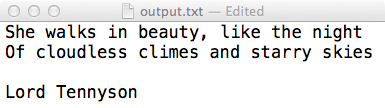 output.txt — Edited
She walks in beauty, like the night
Of cloudless climes and starry skies

Lord Tennyson